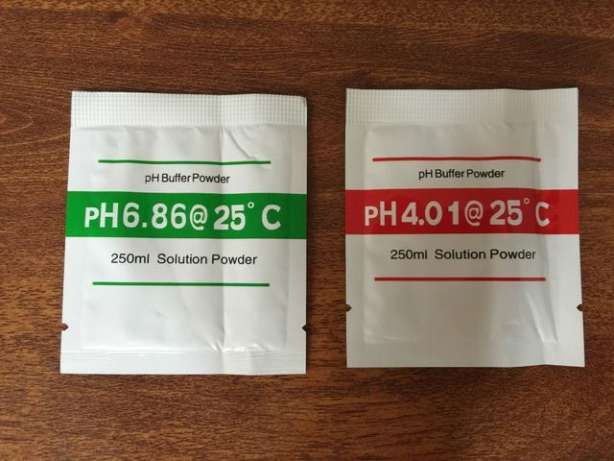 pH Buffer Powder
PH6.86@ 25°C
250ml Solution Powder
pH Buffer Powder
PH4.01@ 25°C
250ml Solution Powder